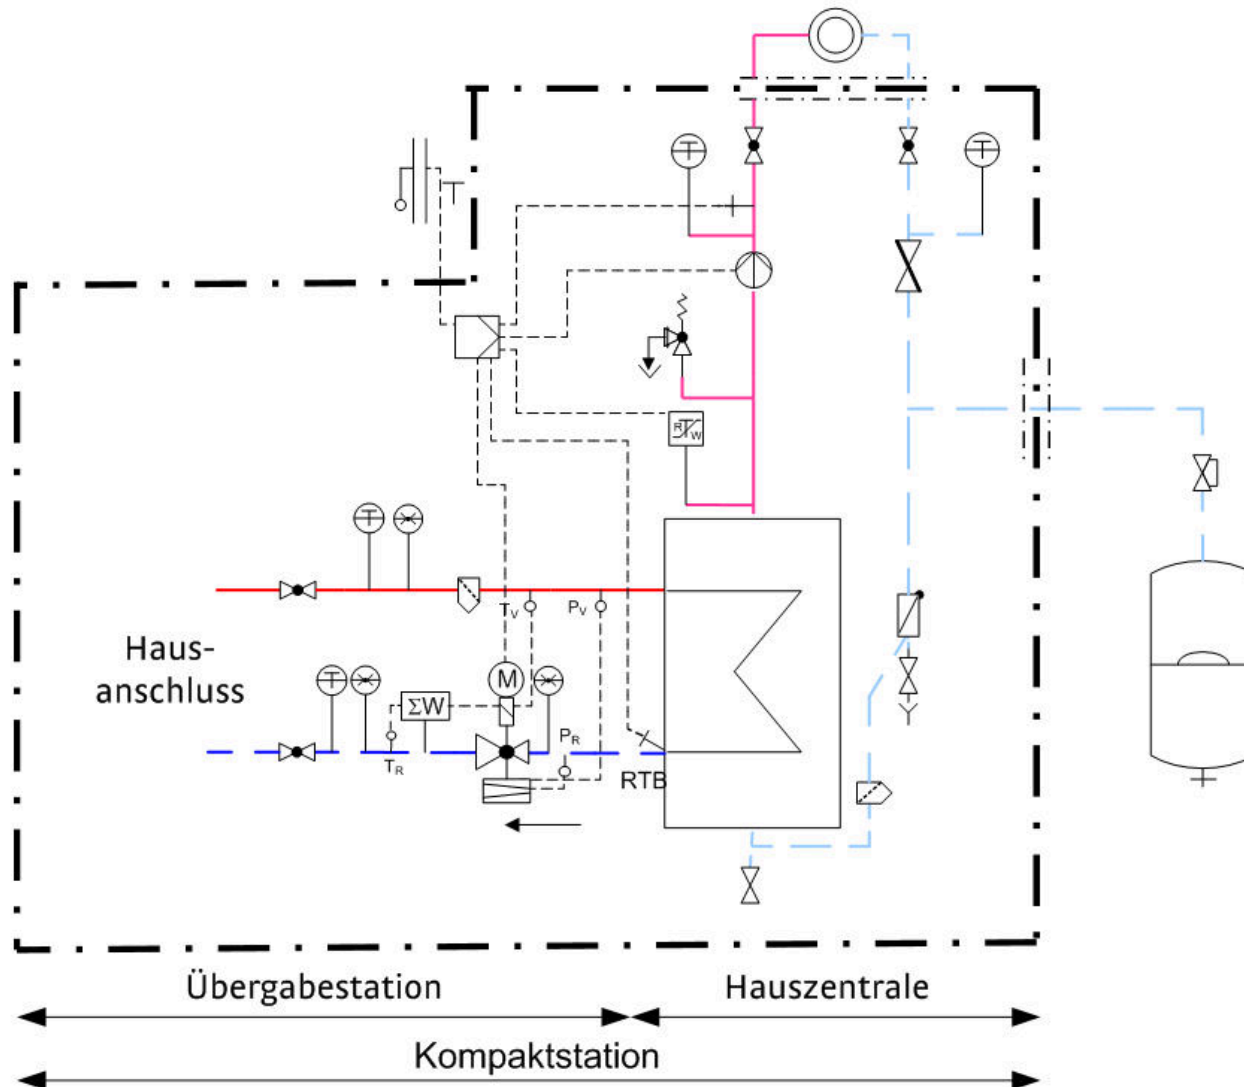 T
T
T
R T W
T
T_V
P_V
Haus-
anschluss
T
M
ΣW
P_R
T_R
RTB
Übergabestation
Hauszentrale
Kompaktstation